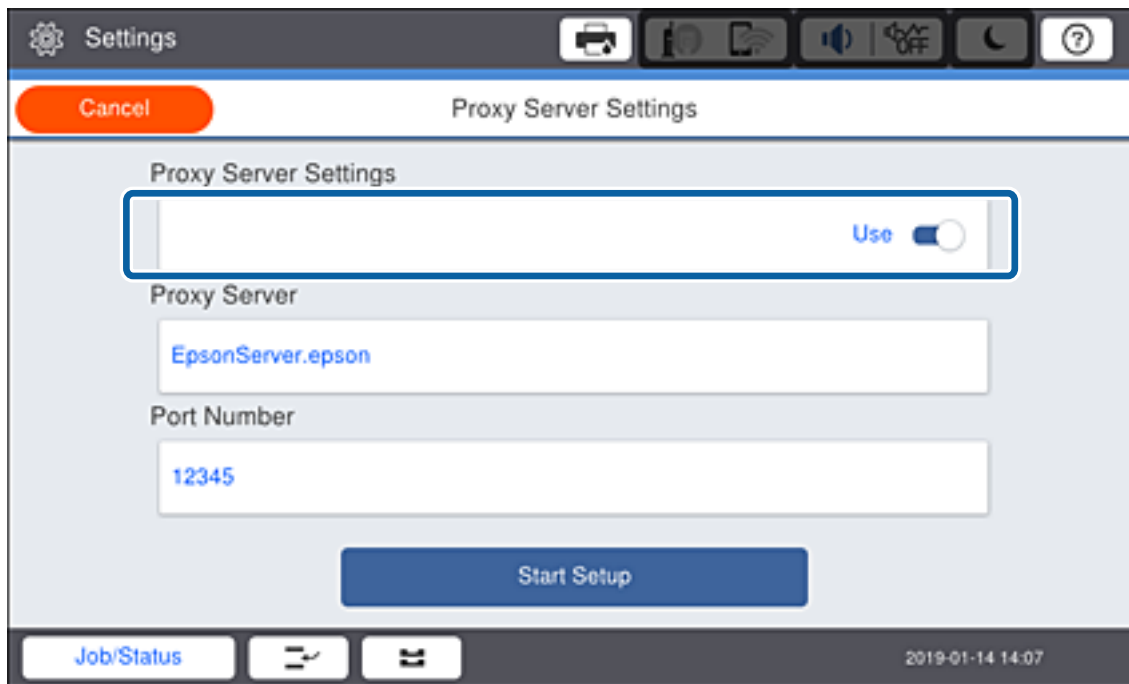 Settings
OFF
?
Cancel
Proxy Server Settings
Proxy Server Settings
Use
Proxy Server
EpsonServer.epson
Port Number
12345
Start Setup
Job/Status
2019-01-14 14:07